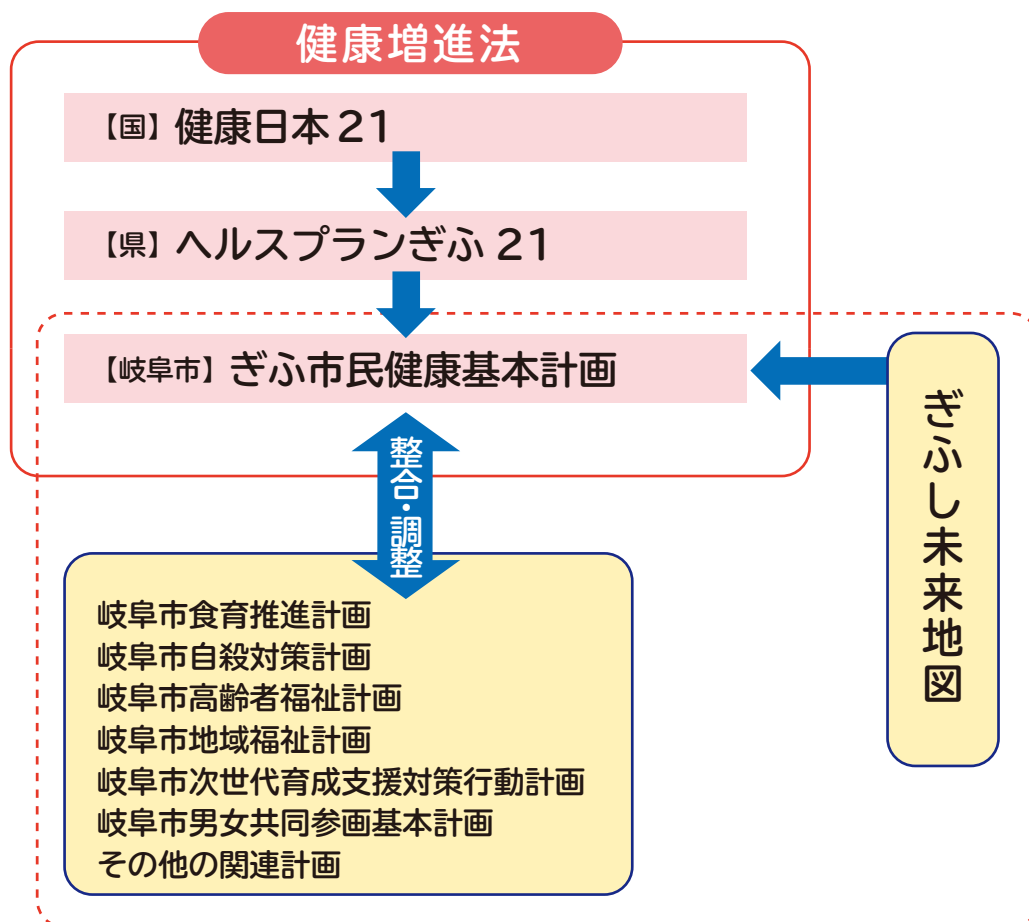 健康増進法
【国】健康日本21
【県】ヘルスプランぎふ 21
【岐阜市】ぎふ市民健康基本計画
ぎふし未来地図
整合・調整
岐阜市食育推進計画
岐阜市自殺対策計画
岐阜市高齢者福祉計画
岐阜市地域福祉計画
岐阜市次世代育成支援対策行動計画
岐阜市男女共同参画基本計画
その他の関連計画